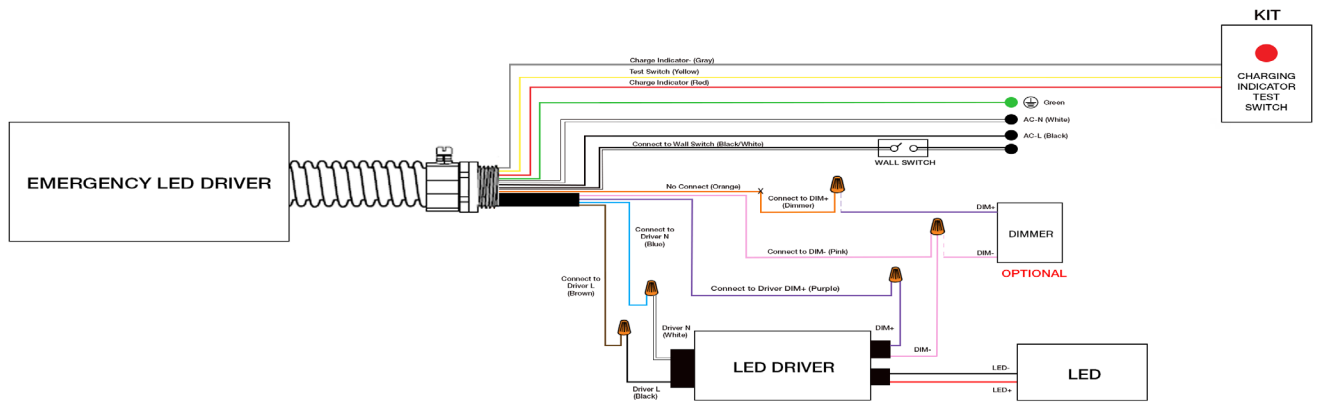 KIT
CHARGING
INDICATOR
TEST
SWITCH
Charge Indicator- (Gray)
Test Switch (Yellow)
Charge Indicator (Red)
Green
AC-N (White)
AC-L (Black)
Connect to Wall Switch (Black/White)
WALL SWITCH
EMERGENCY LED DRIVER
No Connect (Orange)
x
Connect to DIM+
(Dimmer)
DIM+
DIMMER
DIM-
OPTIONAL
Connect to
Driver N
(Blue)
Connect to DIM- (Pink)
Connect to
Driver L
(Brown)
Connect to Driver DIM+ (Purple)
Driver N
(White)
DIM+
DIM-
LED DRIVER
Driver L
(Black)
LED-
LED+
LED